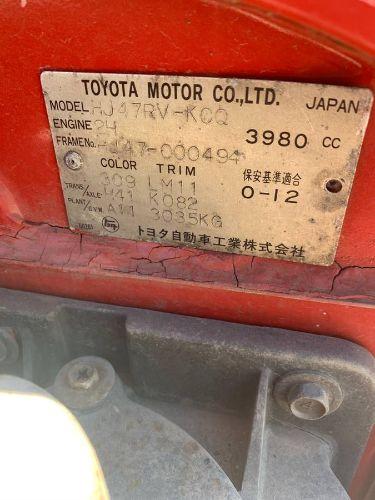 TOYOTA MOTOR CO.,LTD. JAPAN
MODEL HJ47RV-KCQ
ENGINE 2H 3980 CC
FRAME No. HJ47-000494
COLOR TRIM 保安基準適合
309 LM11 O-12
TRANS/AXLE H41 K082
PLANT/G.V.W. A11 3035KG
トヨタ自動車工業株式会社